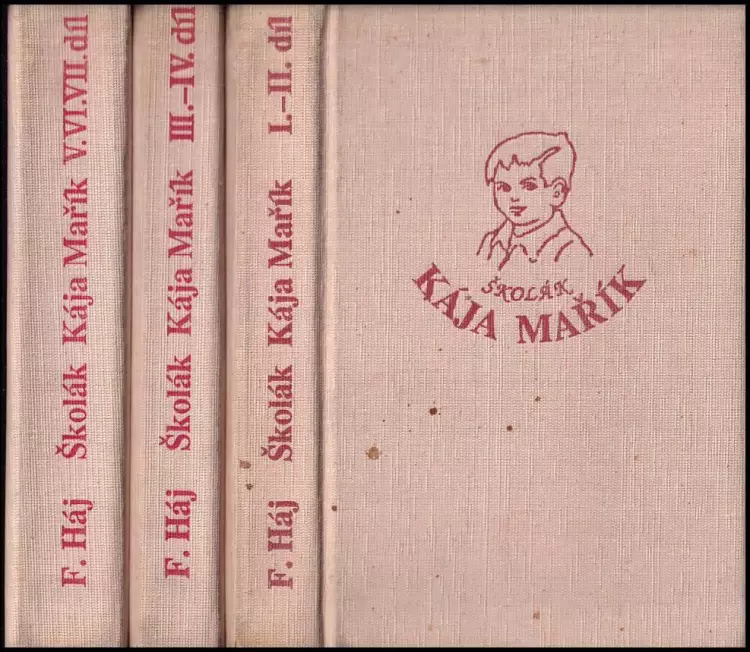 F. Háj Školák Kája Mařík V.VI.VII. díl
F. Háj Školák Kája Mařík III.–IV. díl
F. Háj Školák Kája Mařík I.–II. díl
ŠKOLÁK
KÁJA MAŘÍK